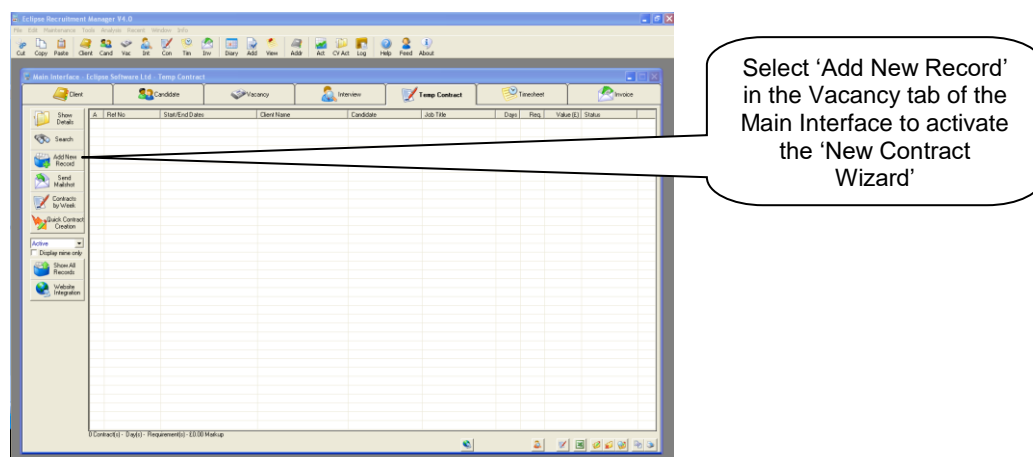 Eclipse Recruitment Manager V4.0
File Edit Maintenance Tools Analysis Recent Window Info
Cut Copy Paste Client Cand Vac Int Con Tim Inv Diary Add View Addr Act CV Act Log Help Feed About
Main Interface - Eclipse Software Ltd - Temp Contract
Client Candidate Vacancy Interview Temp Contract Timesheet Invoice
A Ref No Start/End Dates Client Name Candidate Job Title Days Req Value (£) Status
Show
Details
Search
Add New
Record
Send
Mailshot
Contracts
by Week
Quick Contract
Creation
Active
Display mine only
Show All
Records
Website
Integration
0 Contract(s) - Day(s) - Requirement(s) - £0.00 Markup
Select ‘Add New Record’
in the Vacancy tab of the
Main Interface to activate
the ‘New Contract
Wizard’